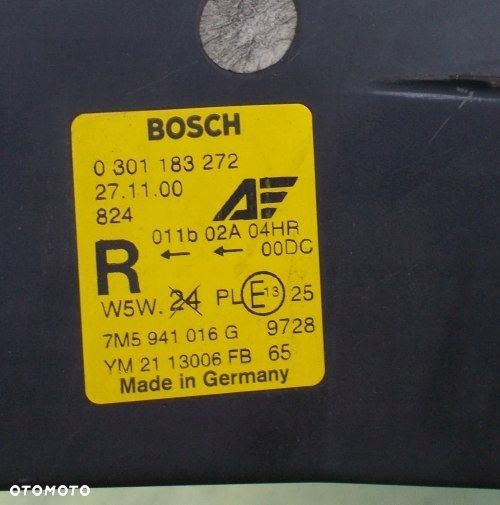 BOSCH
0 301 183 272
27.11.00
824 AF
011b 02A 04HR
R ← ← 00DC
W5W. 24 PL E13 25
7M5 941 016 G 9728
YM 21 13006 FB 65
Made in Germany
OTOMOTO